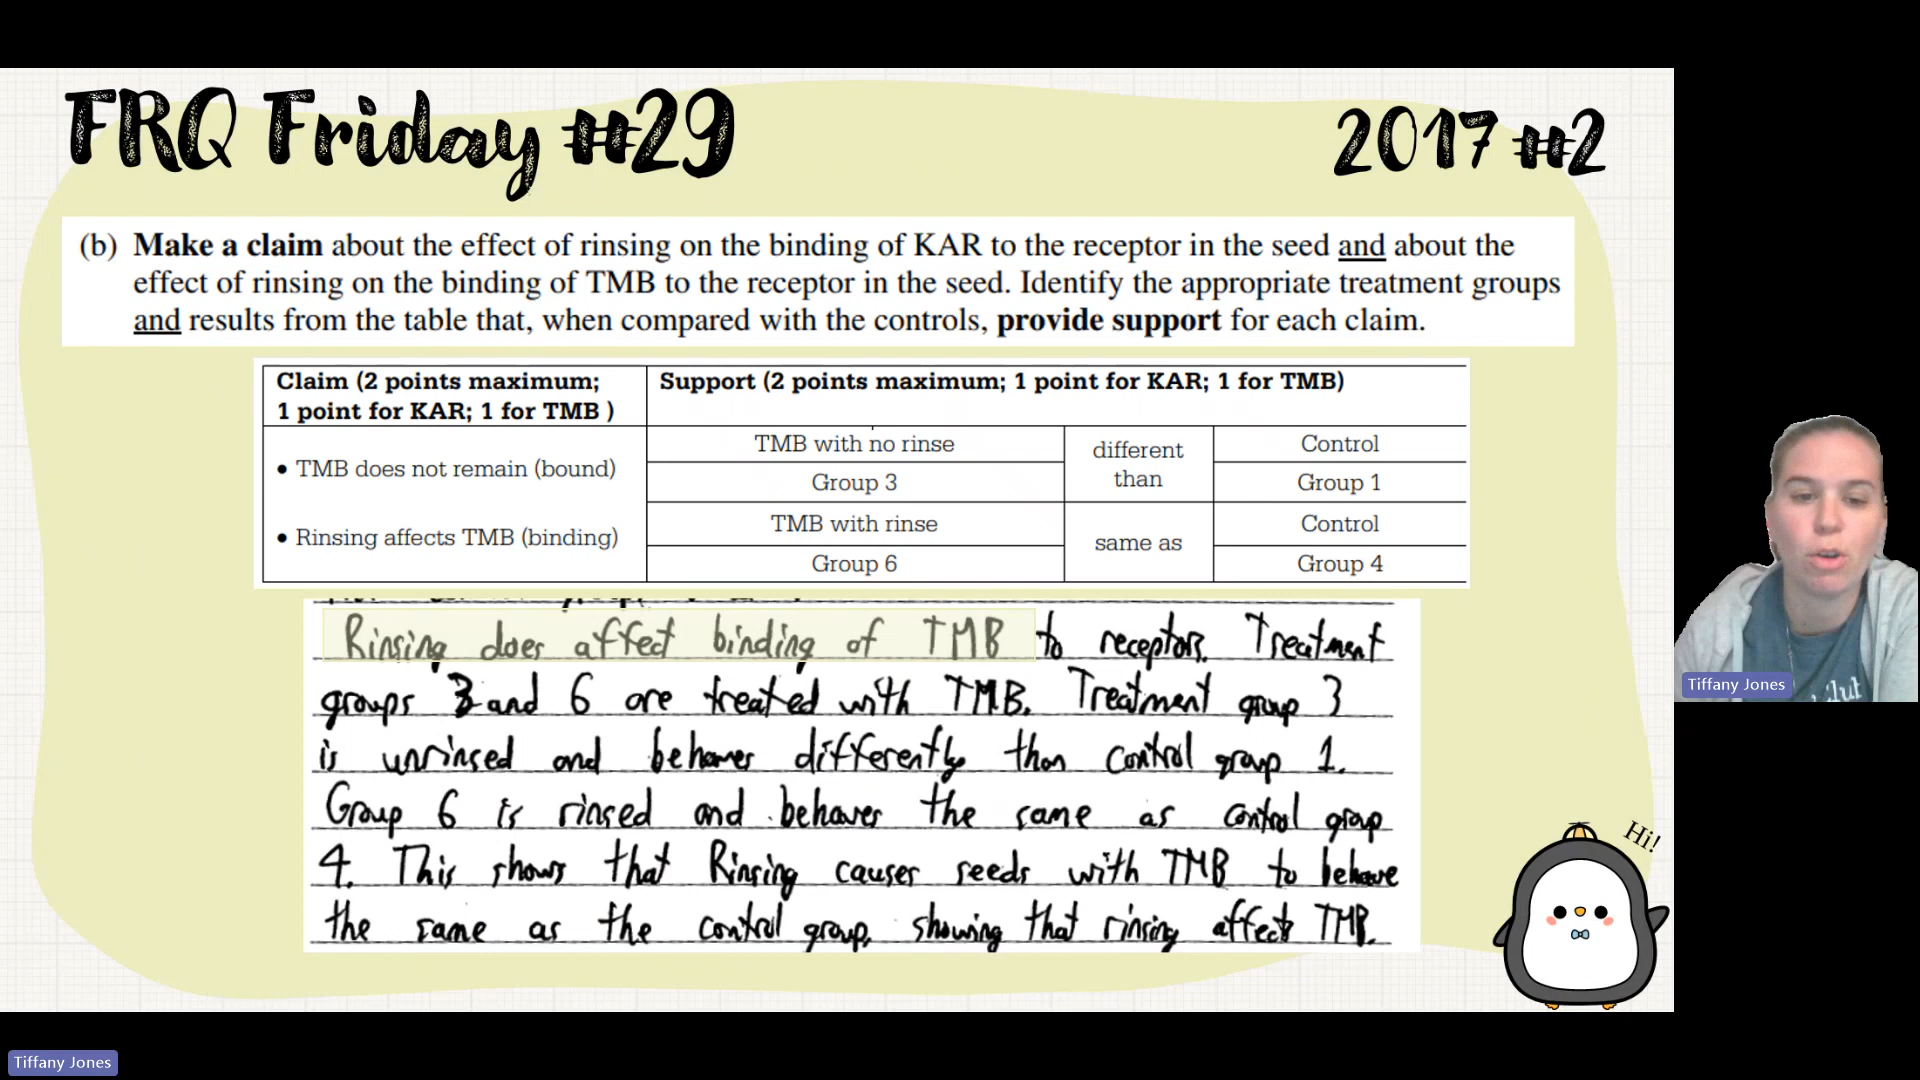 FRQ Friday #29
2017 #2
(b) Make a claim about the effect of rinsing on the binding of KAR to the receptor in the seed and about the
effect of rinsing on the binding of TMB to the receptor in the seed. Identify the appropriate treatment groups
and results from the table that, when compared with the controls, provide support for each claim.
Claim (2 points maximum;
1 point for KAR; 1 for TMB )
Support (2 points maximum; 1 point for KAR; 1 for TMB)
• TMB does not remain (bound)
• Rinsing affects TMB (binding)
TMB with no rinse
different
than
Control
Group 3
Group 1
TMB with rinse
same as
Control
Group 6
Group 4
Rinsing does affect binding of TMB to receptors. Treatment
groups 3 and 6 are treated with TMB. Treatment group 3
is unrinsed and behaves differently than control group 1.
Group 6 is rinsed and behaves the same as control group
4. This shows that Rinsing causes seeds with TMB to behave
the same as the control group, showing that rinsing affects TMB.
Hi!
Tiffany Jones
Tiffany Jones